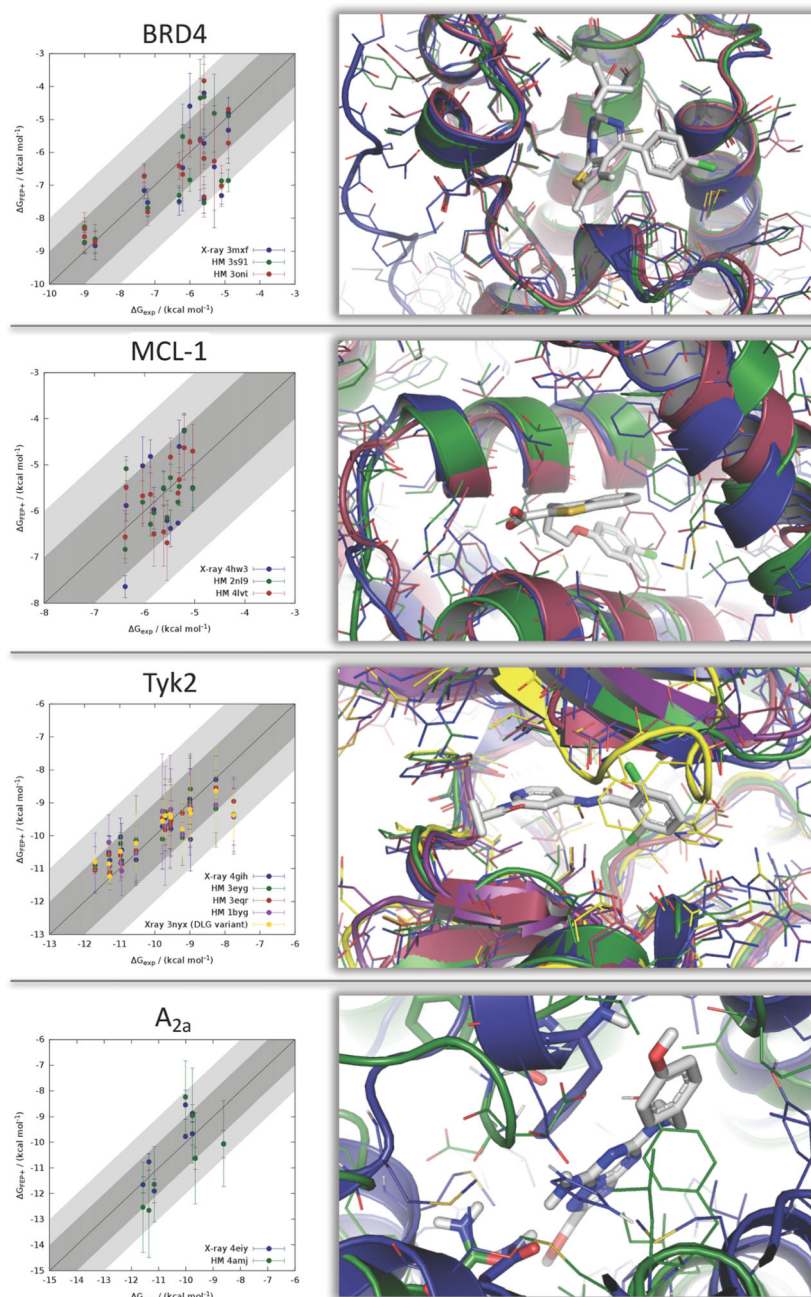 BRD4
-3
-4
-5
-6
-7
-8
-9
-10
ΔG_FEP+ / (kcal mol⁻¹)
X-ray 3mxf
HM 3s91
HM 3oni
-10 -9 -8 -7 -6 -5 -4 -3
ΔG_exp / (kcal mol⁻¹)
MCL-1
-3
-4
-5
-6
-7
-8
ΔG_FEP+ / (kcal mol⁻¹)
X-ray 4hw3
HM 2nl9
HM 4lvt
-8 -7 -6 -5 -4 -3
ΔG_exp / (kcal mol⁻¹)
Tyk2
-6
-7
-8
-9
-10
-11
-12
-13
ΔG_FEP+ / (kcal mol⁻¹)
X-ray 4gih
HM 3eyg
HM 3eqr
HM 1byg
Xray 3nyx (DLG variant)
-13 -12 -11 -10 -9 -8 -7 -6
ΔG_exp / (kcal mol⁻¹)
A₂ₐ
-6
-7
-8
-9
-10
-11
-12
-13
-14
-15
ΔG_FEP+ / (kcal mol⁻¹)
X-ray 4eiy
HM 4amj
-15 -14 -13 -12 -11 -10 -9 -8 -7 -6